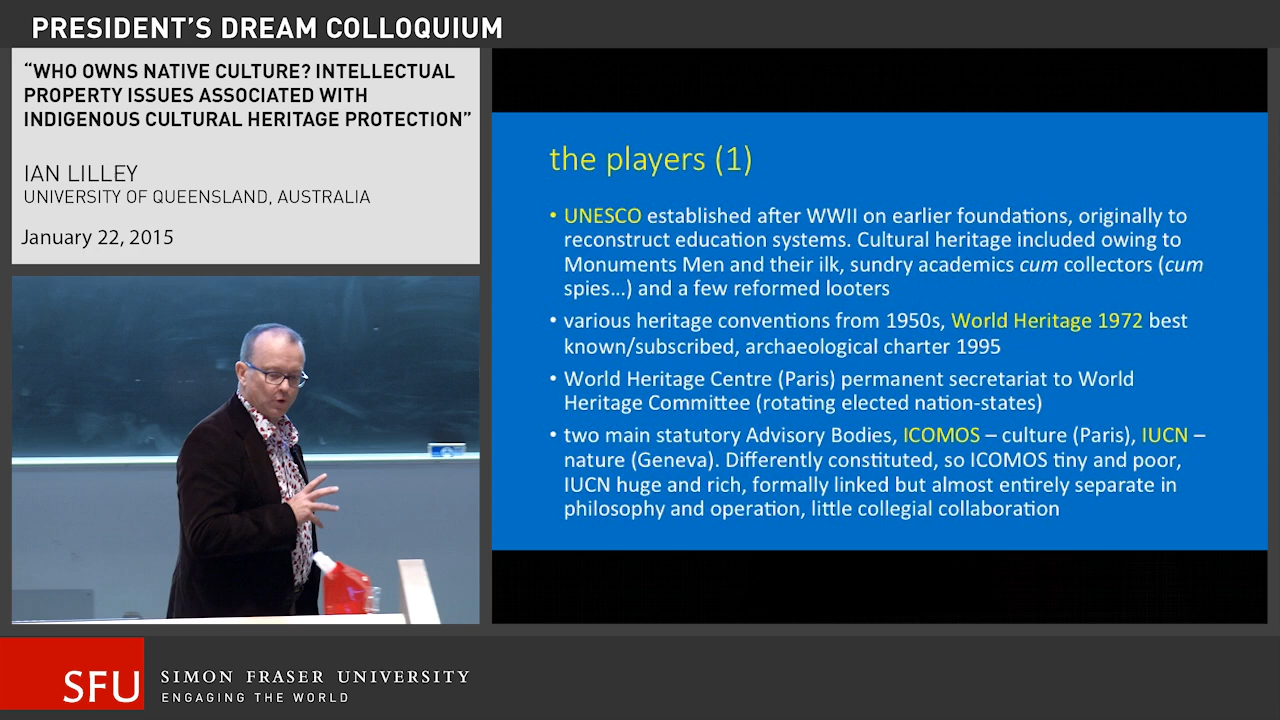 PRESIDENT'S DREAM COLLOQUIUM
“WHO OWNS NATIVE CULTURE? INTELLECTUAL
PROPERTY ISSUES ASSOCIATED WITH
INDIGENOUS CULTURAL HERITAGE PROTECTION”
IAN LILLEY
UNIVERSITY OF QUEENSLAND, AUSTRALIA
January 22, 2015
the players (1)
• UNESCO established after WWII on earlier foundations, originally to
reconstruct education systems. Cultural heritage included owing to
Monuments Men and their ilk, sundry academics cum collectors (cum
spies...) and a few reformed looters
• various heritage conventions from 1950s, World Heritage 1972 best
known/subscribed, archaeological charter 1995
• World Heritage Centre (Paris) permanent secretariat to World
Heritage Committee (rotating elected nation-states)
• two main statutory Advisory Bodies, ICOMOS – culture (Paris), IUCN –
nature (Geneva). Differently constituted, so ICOMOS tiny and poor,
IUCN huge and rich, formally linked but almost entirely separate in
philosophy and operation, little collegial collaboration
SFU
SIMON FRASER UNIVERSITY
ENGAGING THE WORLD